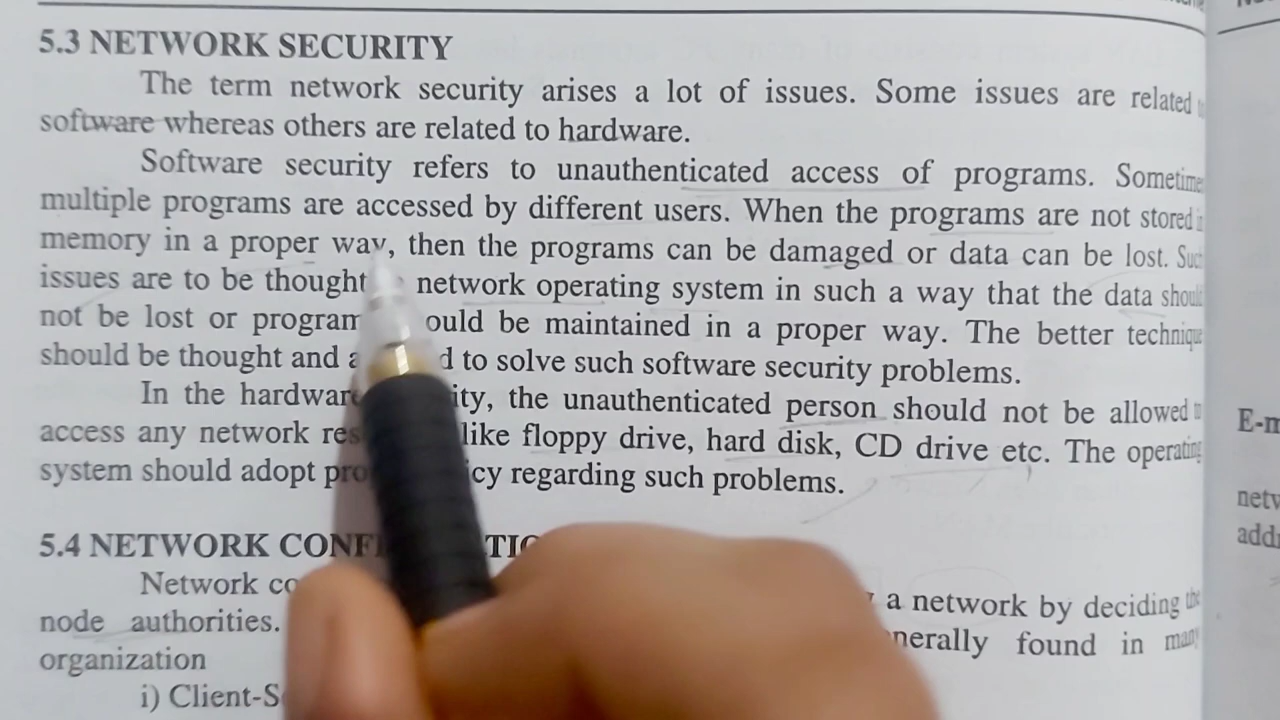 5.3 NETWORK SECURITY
The term network security arises a lot of issues. Some issues are related
software whereas others are related to hardware.
Software security refers to unauthenticated access of programs. Sometime
multiple programs are accessed by different users. When the programs are not stored
memory in a proper way, then the programs can be damaged or data can be lost. Suc
issues are to be thought network operating system in such a way that the data shoul
not be lost or program ould be maintained in a proper way. The better technique
should be thought and a d to solve such software security problems.
In the hardware ity, the unauthenticated person should not be allowed
access any network res like floppy drive, hard disk, CD drive etc. The operating
system should adopt pro cy regarding such problems.
5.4 NETWORK CONFI TIO
Network co a network by deciding the
node authorities. nerally found in many
organization
i) Client-S
E-m
netw
addr